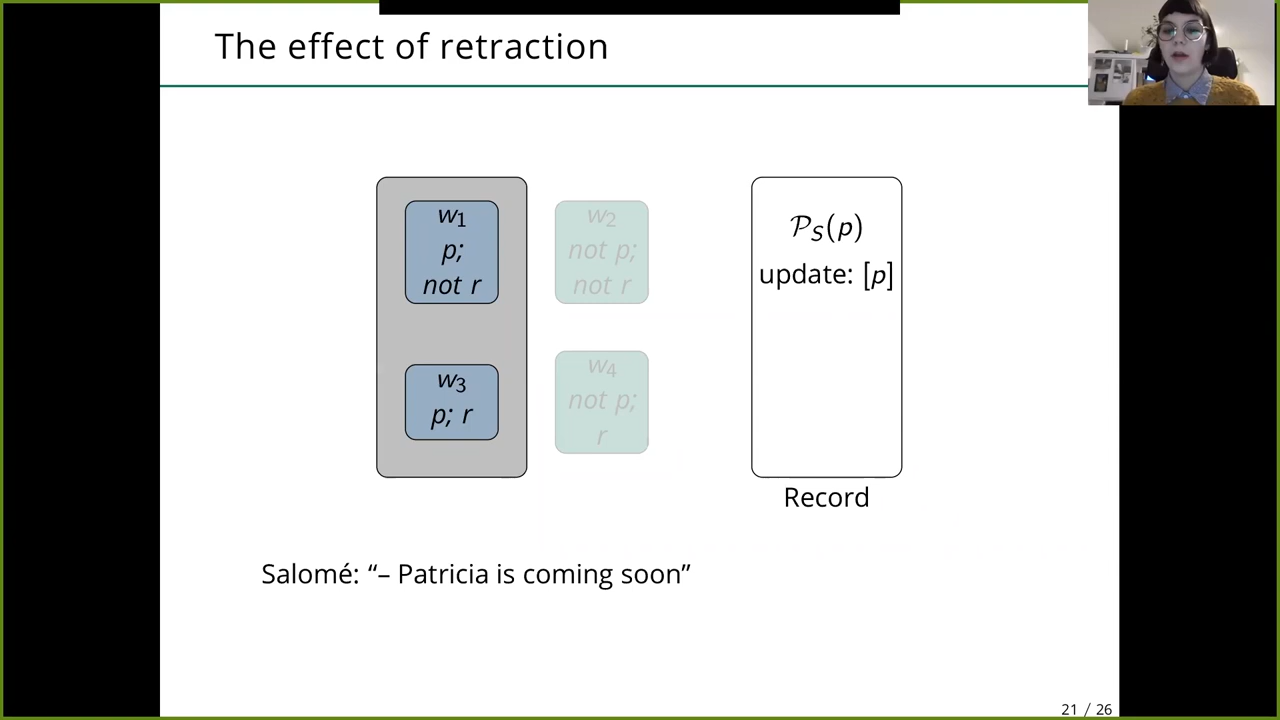 The effect of retraction
w₁
p;
not r
w₂
not p;
not r
w₃
p; r
w₄
not p;
r
𝒫S(p)
update: [p]
Record
Salomé: “– Patricia is coming soon”
21 / 26